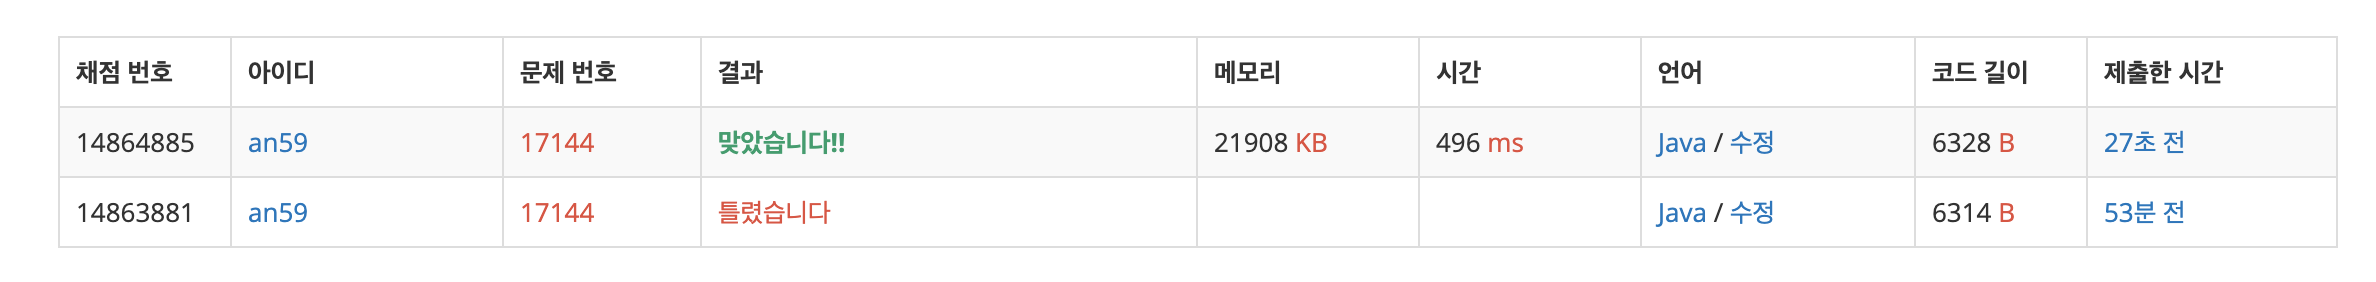 채점 번호 아이디 문제 번호 결과 메모리 시간 언어 코드 길이 제출한 시간
14864885 an59 17144 맞았습니다!! 21908 KB 496 ms Java / 수정 6328 B 27초 전
14863881 an59 17144 틀렸습니다 Java / 수정 6314 B 53분 전